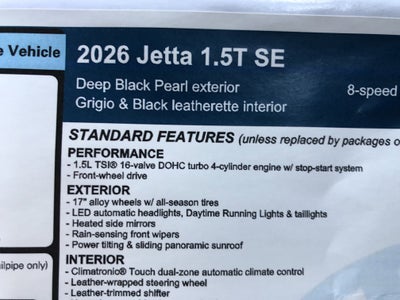 e Vehicle
2026 Jetta 1.5T SE
Deep Black Pearl exterior
8-speed
Grigio & Black leatherette interior
STANDARD FEATURES (unless replaced by packages o
PERFORMANCE
- 1.5L TSI® 16-valve DOHC turbo 4-cylinder engine w/ stop-start system
- Front-wheel drive
EXTERIOR
- 17" alloy wheels w/ all-season tires
- LED automatic headlights, Daytime Running Lights & taillights
- Heated side mirrors
- Rain-sensing front wipers
- Power tilting & sliding panoramic sunroof
ilpipe only)
INTERIOR
- Climatronic® Touch dual-zone automatic climate control
- Leather-wrapped steering wheel
- Leather-trimmed shifter